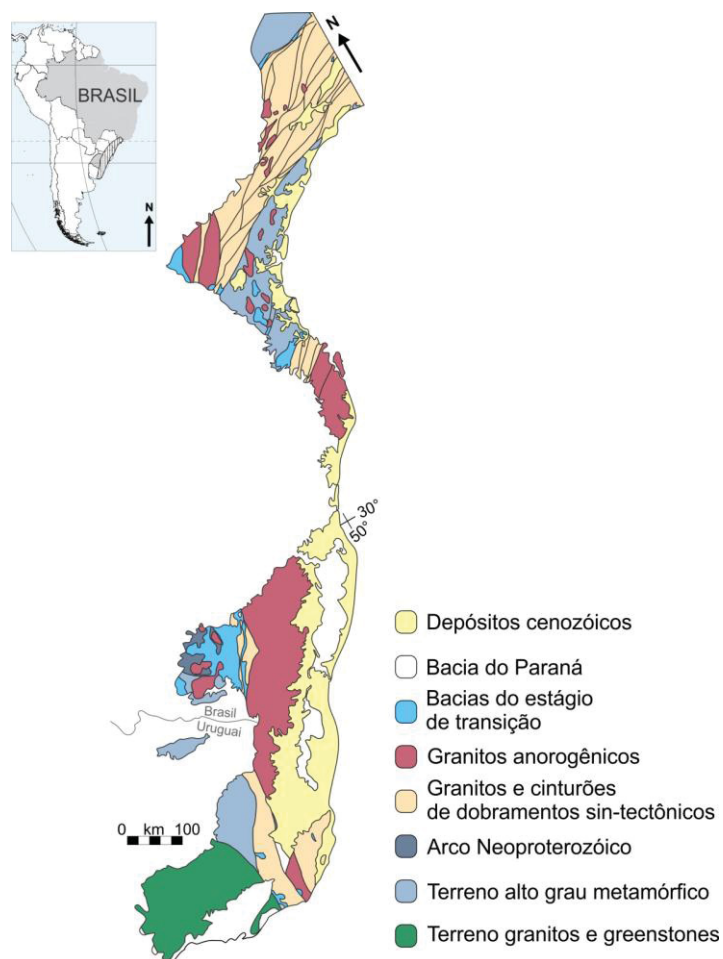 BRASIL
N
N
30°
50°
Brasil
Uruguai
0 km 100
Depósitos cenozóicos
Bacia do Paraná
Bacias do estágio
de transição
Granitos anorogênicos
Granitos e cinturões
de dobramentos sin-tectônicos
Arco Neoproterozóico
Terreno alto grau metamórfico
Terreno granitos e greenstones